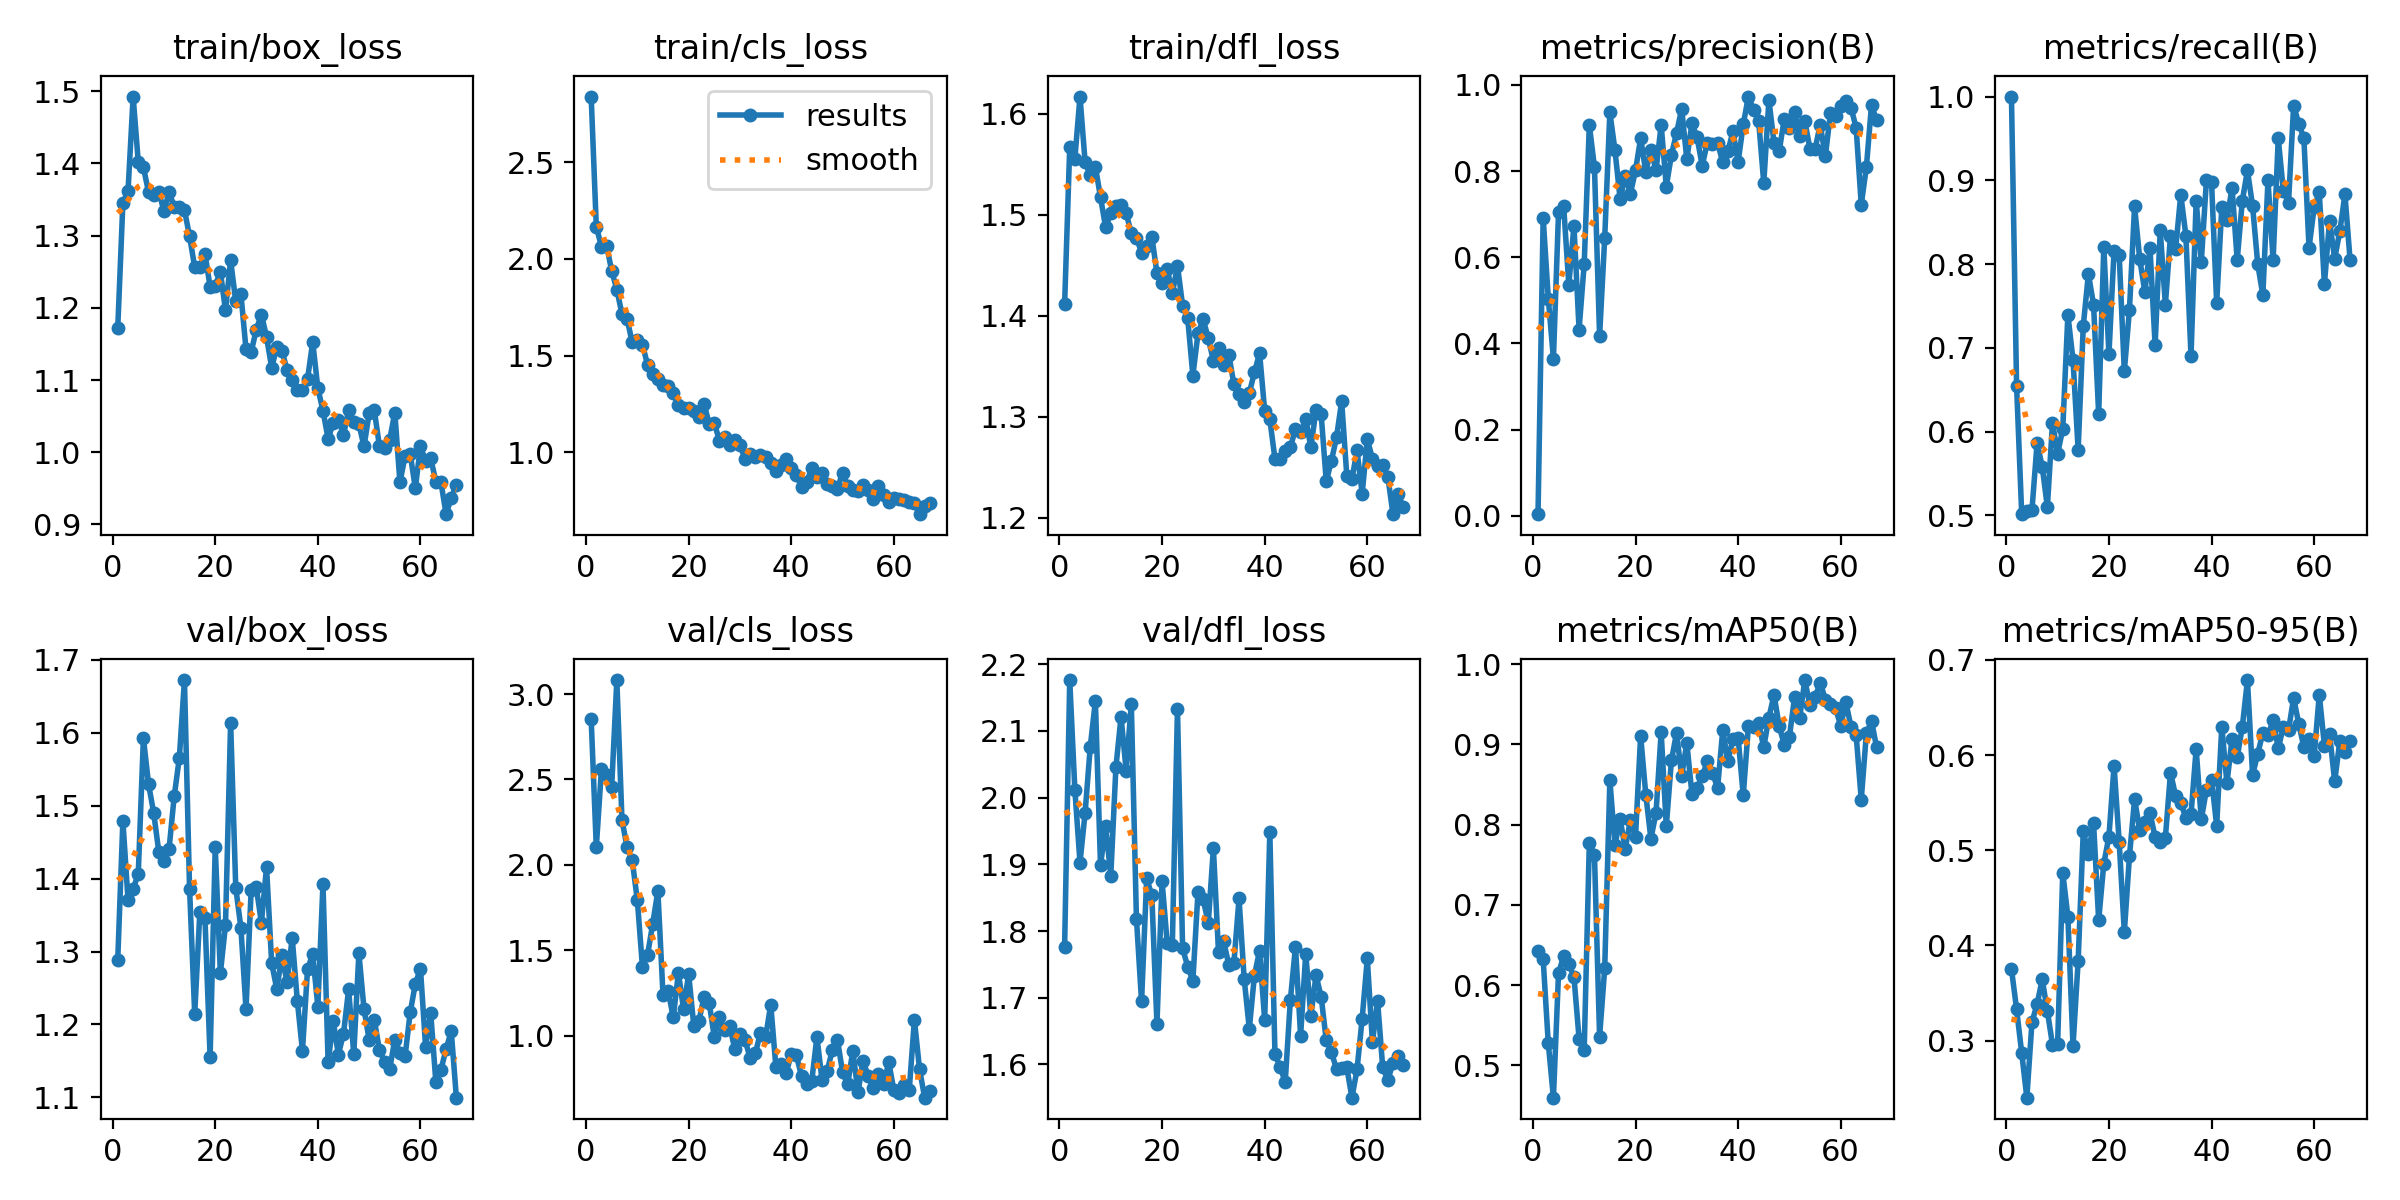 train/box_loss
train/cls_loss
train/dfl_loss
metrics/precision(B)
metrics/recall(B)
1.5
1.4
1.3
1.2
1.1
1.0
0.9
0 20 40 60
2.5
2.0
1.5
1.0
0 20 40 60
results
smooth
1.6
1.5
1.4
1.3
1.2
0 20 40 60
1.0
0.8
0.6
0.4
0.2
0.0
0 20 40 60
1.0
0.9
0.8
0.7
0.6
0.5
0 20 40 60
val/box_loss
val/cls_loss
val/dfl_loss
metrics/mAP50(B)
metrics/mAP50-95(B)
1.7
1.6
1.5
1.4
1.3
1.2
1.1
0 20 40 60
3.0
2.5
2.0
1.5
1.0
0 20 40 60
2.2
2.1
2.0
1.9
1.8
1.7
1.6
0 20 40 60
1.0
0.9
0.8
0.7
0.6
0.5
0 20 40 60
0.7
0.6
0.5
0.4
0.3
0 20 40 60